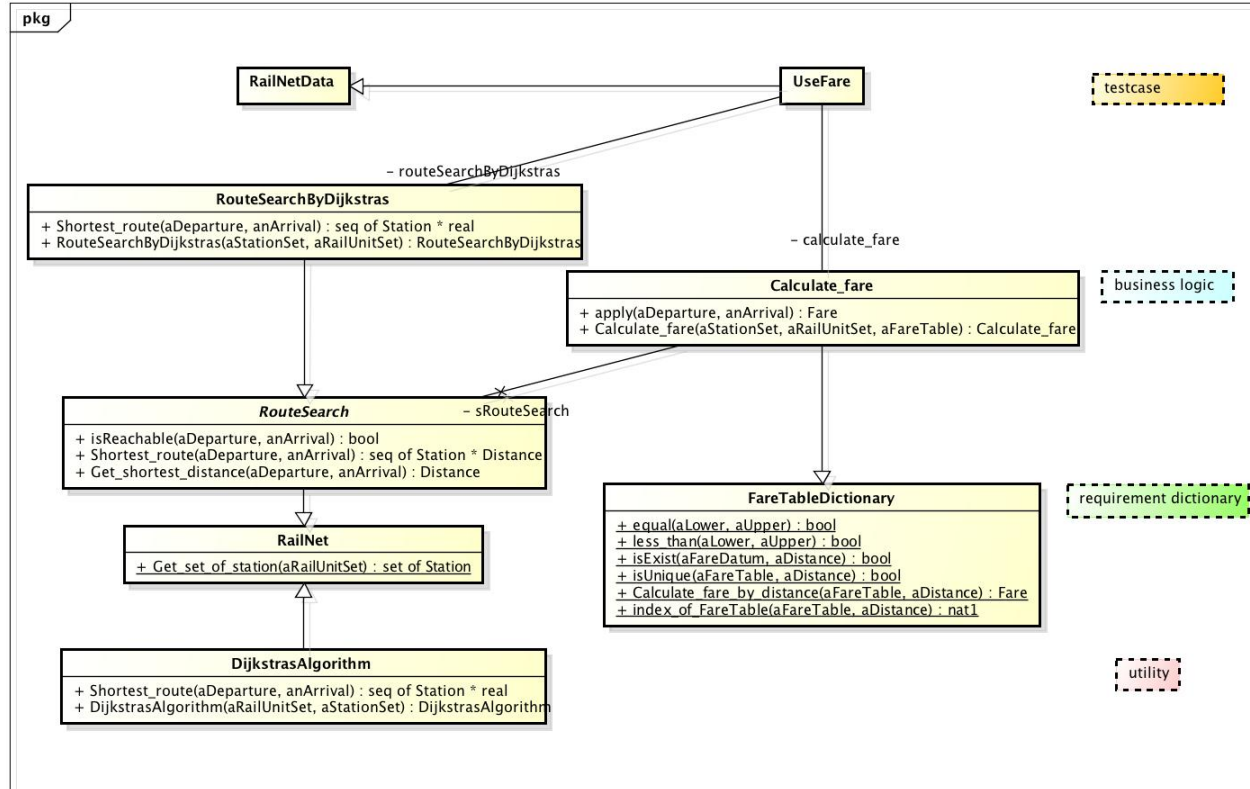 pkg
RailNetData
UseFare
testcase
- routeSearchByDijkstras
RouteSearchByDijkstras
+ Shortest_route(aDeparture, anArrival) : seq of Station * real
+ RouteSearchByDijkstras(aStationSet, aRailUnitSet) : RouteSearchByDijkstras
- calculate_fare
Calculate_fare
+ apply(aDeparture, anArrival) : Fare
+ Calculate_fare(aStationSet, aRailUnitSet, aFareTable) : Calculate_fare
business logic
- sRouteSearch
RouteSearch
+ isReachable(aDeparture, anArrival) : bool
+ Shortest_route(aDeparture, anArrival) : seq of Station * Distance
+ Get_shortest_distance(aDeparture, anArrival) : Distance
FareTableDictionary
+ equal(aLower, aUpper) : bool
+ less_than(aLower, aUpper) : bool
+ isExist(aFareDatum, aDistance) : bool
+ isUnique(aFareTable, aDistance) : bool
+ Calculate_fare_by_distance(aFareTable, aDistance) : Fare
+ index_of_FareTable(aFareTable, aDistance) : nat1
requirement dictionary
RailNet
+ Get_set_of_station(aRailUnitSet) : set of Station
DijkstrasAlgorithm
+ Shortest_route(aDeparture, anArrival) : seq of Station * real
+ DijkstrasAlgorithm(aRailUnitSet, aStationSet) : DijkstrasAlgorithm
utility